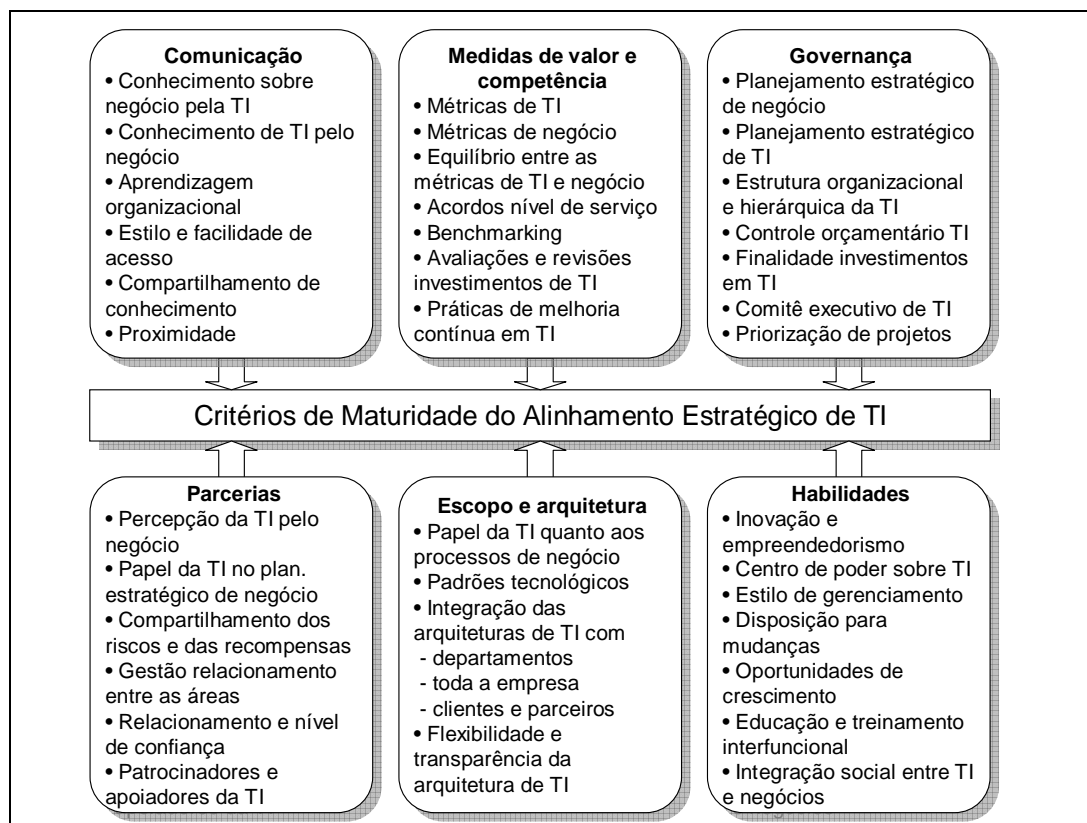 Comunicação
• Conhecimento sobre
negócio pela TI
• Conhecimento de TI pelo
negócio
• Aprendizagem
organizacional
• Estilo e facilidade de
acesso
• Compartilhamento de
conhecimento
• Proximidade
Medidas de valor e
competência
• Métricas de TI
• Métricas de negócio
• Equilíbrio entre as
métricas de TI e negócio
• Acordos nível de serviço
• Benchmarking
• Avaliações e revisões
investimentos de TI
• Práticas de melhoria
contínua em TI
Governança
• Planejamento estratégico
de negócio
• Planejamento estratégico
de TI
• Estrutura organizacional
e hierárquica da TI
• Controle orçamentário TI
• Finalidade investimentos
em TI
• Comitê executivo de TI
• Priorização de projetos
Critérios de Maturidade do Alinhamento Estratégico de TI
Parcerias
• Percepção da TI pelo
negócio
• Papel da TI no plan.
estratégico de negócio
• Compartilhamento dos
riscos e das recompensas
• Gestão relacionamento
entre as áreas
• Relacionamento e nível
de confiança
• Patrocinadores e
apoiadores da TI
Escopo e arquitetura
• Papel da TI quanto aos
processos de negócio
• Padrões tecnológicos
• Integração das
arquiteturas de TI com
- departamentos
- toda a empresa
- clientes e parceiros
• Flexibilidade e
transparência da
arquitetura de TI
Habilidades
• Inovação e
empreendedorismo
• Centro de poder sobre TI
• Estilo de gerenciamento
• Disposição para
mudanças
• Oportunidades de
crescimento
• Educação e treinamento
interfuncional
• Integração social entre TI
e negócios